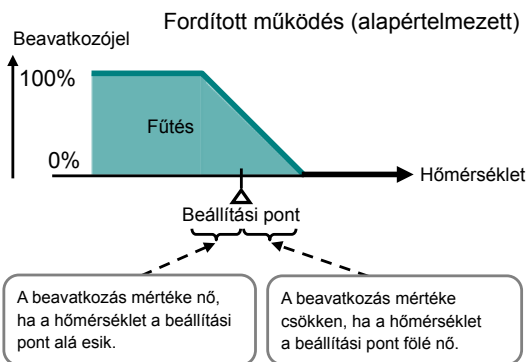 Fordított működés (alapértelmezett)
Beavatkozójel
100%
Fűtés
0%
Hőmérséklet
Beállítási pont
A beavatkozás mértéke nő,
ha a hőmérséklet a beállítási
pont alá esik.
A beavatkozás mértéke
csökken, ha a hőmérséklet
a beállítási pont fölé nő.